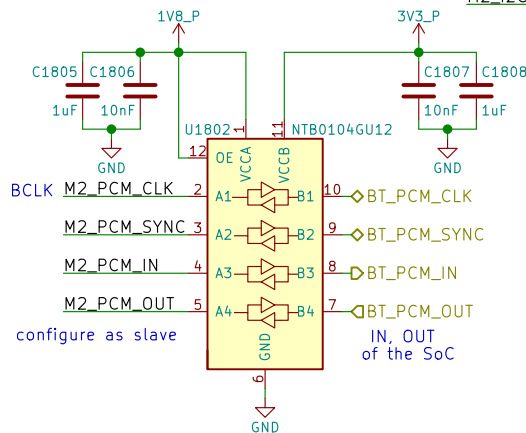 M2_I2C
1V8_P
3V3_P
C1805
C1806
C1807
C1808
1uF
10nF
10nF
1uF
GND
GND
U1802
NTB0104GU12
1
11
VCCA
VCCB
12
OE
BCLK
M2_PCM_CLK
2
A1
B1
10
BT_PCM_CLK
M2_PCM_SYNC
3
A2
B2
9
BT_PCM_SYNC
M2_PCM_IN
4
A3
B3
8
BT_PCM_IN
M2_PCM_OUT
5
A4
B4
7
BT_PCM_OUT
configure as slave
GND
IN, OUT
of the SoC
6
GND